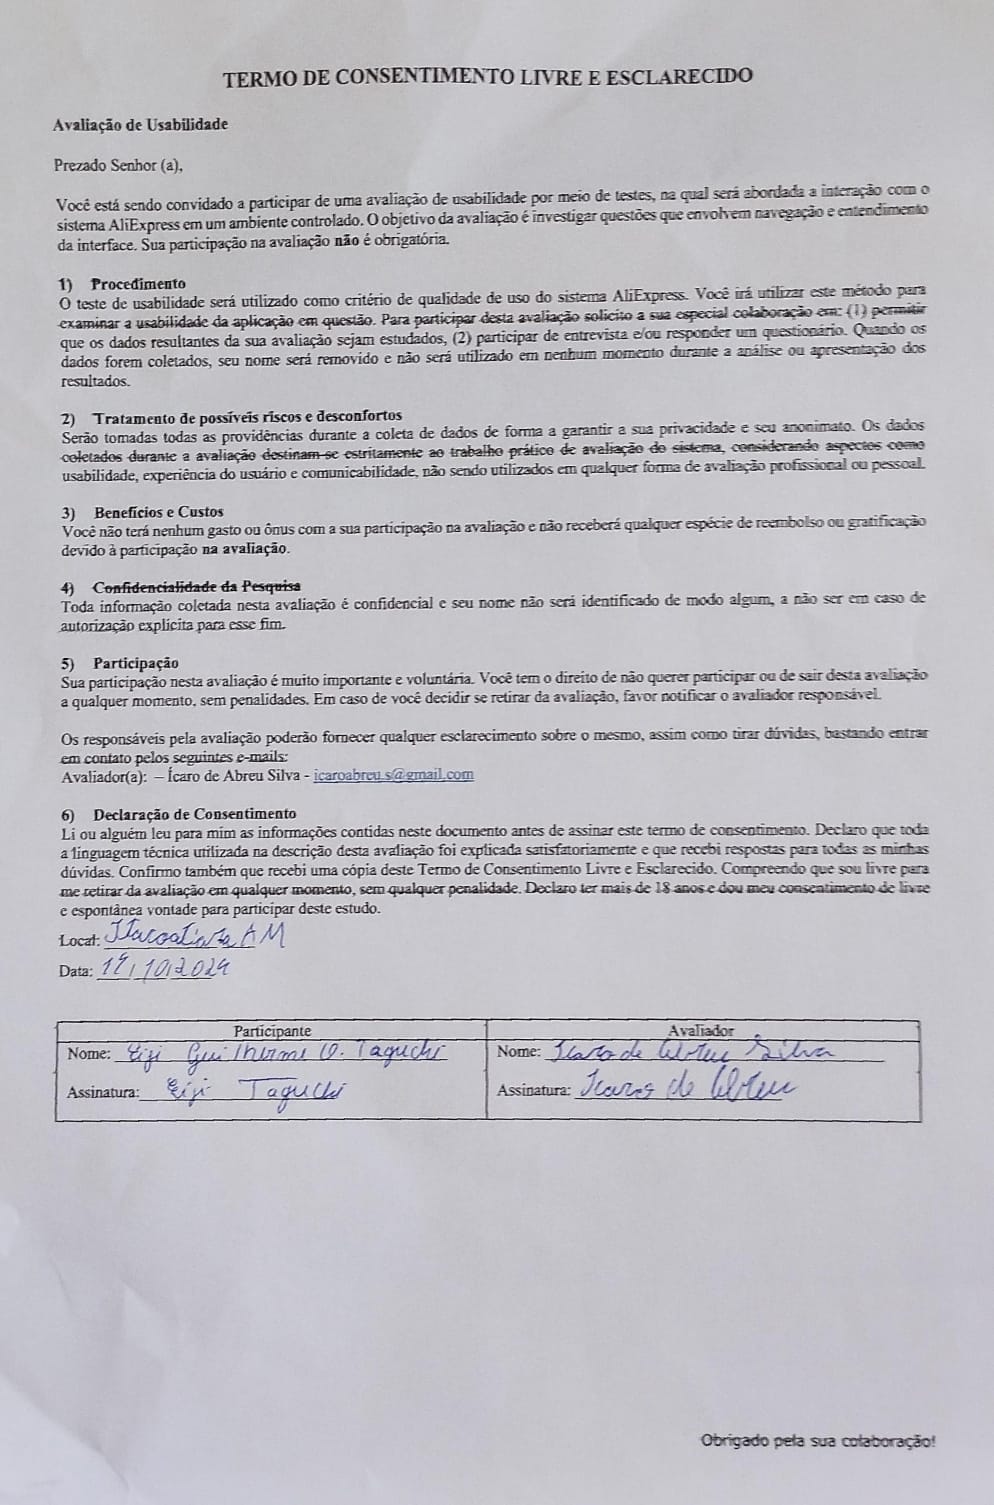 TERMO DE CONSENTIMENTO LIVRE E ESCLARECIDO
Avaliação de Usabilidade
Prezado Senhor (a),
Você está sendo convidado a participar de uma avaliação de usabilidade por meio de testes, na qual será abordada a interação com o
sistema AliExpress em um ambiente controlado. O objetivo da avaliação é investigar questões que envolvem navegação e entendimento
da interface. Sua participação na avaliação não é obrigatória.
1) Procedimento
O teste de usabilidade será utilizado como critério de qualidade de uso do sistema AliExpress. Você irá utilizar este método para
examinar a usabilidade da aplicação em questão. Para participar desta avaliação solicito a sua especial colaboração em: (1) permitir
que os dados resultantes da sua avaliação sejam estudados, (2) participar de entrevista e/ou responder um questionário. Quando os
dados forem coletados, seu nome será removido e não será utilizado em nenhum momento durante a análise ou apresentação dos
resultados.
2) Tratamento de possíveis riscos e desconfortos
Serão tomadas todas as providências durante a coleta de dados de forma a garantir a sua privacidade e seu anonimato. Os dados
coletados durante a avaliação destinam-se estritamente ao trabalho prático de avaliação do sistema, considerando aspectos como
usabilidade, experiência do usuário e comunicabilidade, não sendo utilizados em qualquer forma de avaliação profissional ou pessoal.
3) Benefícios e Custos
Você não terá nenhum gasto ou ônus com a sua participação na avaliação e não receberá qualquer espécie de reembolso ou gratificação
devido à participação na avaliação.
4) Confidencialidade da Pesquisa
Toda informação coletada nesta avaliação é confidencial e seu nome não será identificado de modo algum, a não ser em caso de
autorização explícita para esse fim.
5) Participação
Sua participação nesta avaliação é muito importante e voluntária. Você tem o direito de não querer participar ou de sair desta avaliação
a qualquer momento, sem penalidades. Em caso de você decidir se retirar da avaliação, favor notificar o avaliador responsável.
Os responsáveis pela avaliação poderão fornecer qualquer esclarecimento sobre o mesmo, assim como tirar dúvidas, bastando entrar
em contato pelos seguintes e-mails:
Avaliador(a): – Ícaro de Abreu Silva - icaroabreu.s@gmail.com
6) Declaração de Consentimento
Li ou alguém leu para mim as informações contidas neste documento antes de assinar este termo de consentimento. Declaro que toda
a linguagem técnica utilizada na descrição desta avaliação foi explicada satisfatoriamente e que recebi respostas para todas as minhas
dúvidas. Confirmo também que recebi uma cópia deste Termo de Consentimento Livre e Esclarecido. Compreendo que sou livre para
me retirar da avaliação em qualquer momento, sem qualquer penalidade. Declaro ter mais de 18 anos e dou meu consentimento de livre
e espontânea vontade para participar deste estudo.
Local: Itacoatiara AM
Data: 19/10/2024
Participante Avaliador
Nome: Eiji Guilherme O. Taguchi Nome: Icaro de Abreu Silva
Assinatura: Eiji Taguchi Assinatura: Icaro de Abreu
Obrigado pela sua colaboração!